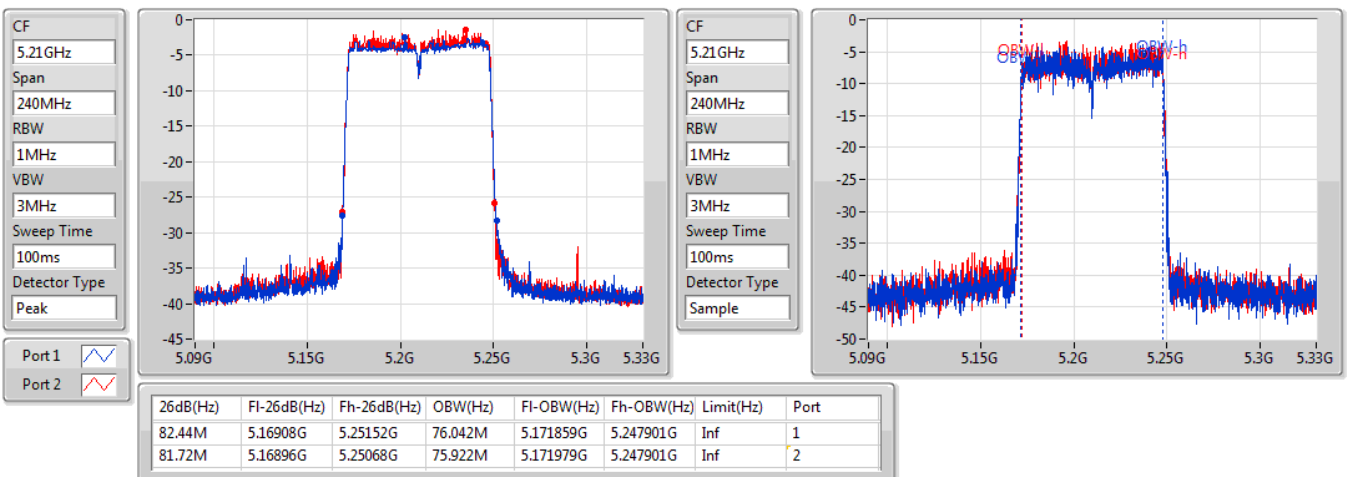 CF
5.21GHz
Span
240MHz
RBW
1MHz
VBW
3MHz
Sweep Time
100ms
Detector Type
Peak
Port 1
Port 2
0
-5
-10
-15
-20
-25
-30
-35
-40
-45
5.09G 5.15G 5.2G 5.25G 5.3G 5.33G
CF
5.21GHz
Span
240MHz
RBW
1MHz
VBW
3MHz
Sweep Time
100ms
Detector Type
Sample
0
-5
-10
-15
-20
-25
-30
-35
-40
-45
-50
OBW-h
5.09G 5.15G 5.2G 5.25G 5.3G 5.33G
26dB(Hz) Fl-26dB(Hz) Fh-26dB(Hz) OBW(Hz) Fl-OBW(Hz) Fh-OBW(Hz) Limit(Hz) Port
82.44M 5.16908G 5.25152G 76.042M 5.171859G 5.247901G Inf 1
81.72M 5.16896G 5.25068G 75.922M 5.171979G 5.247901G Inf 2